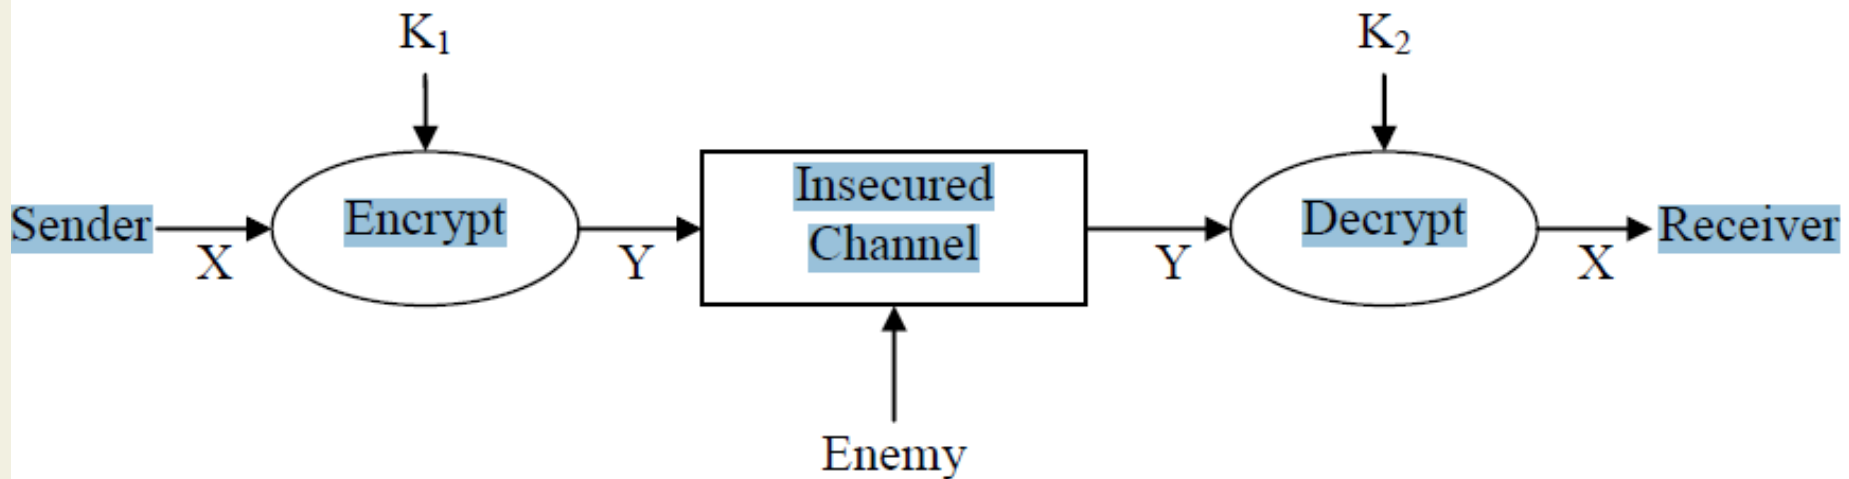 K₁
K₂
Sender
X
Encrypt
Y
Insecured
Channel
Y
Decrypt
X
Receiver
Enemy